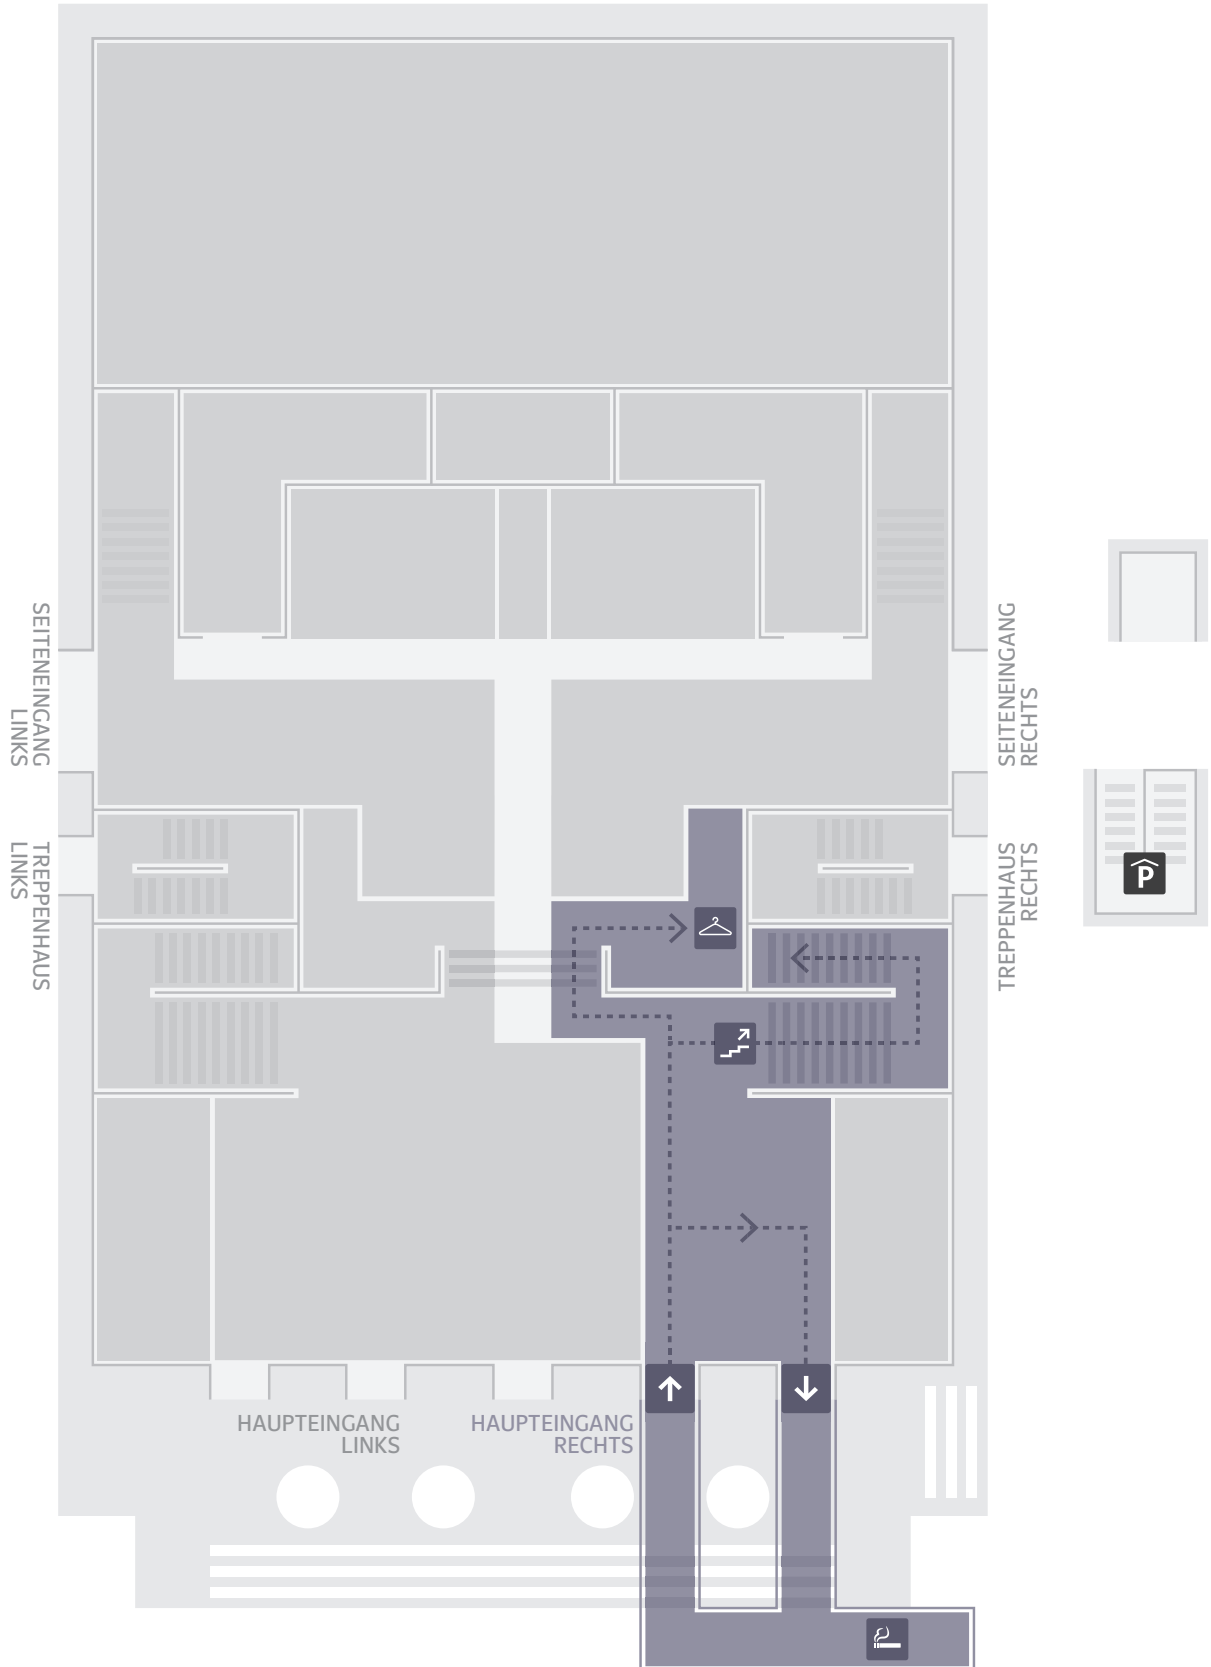 SEITENEINGANG
LINKS
SEITENEINGANG
RECHTS
TREPPENHAUS
LINKS
TREPPENHAUS
RECHTS
P
HAUPTEINGANG
LINKS
HAUPTEINGANG
RECHTS